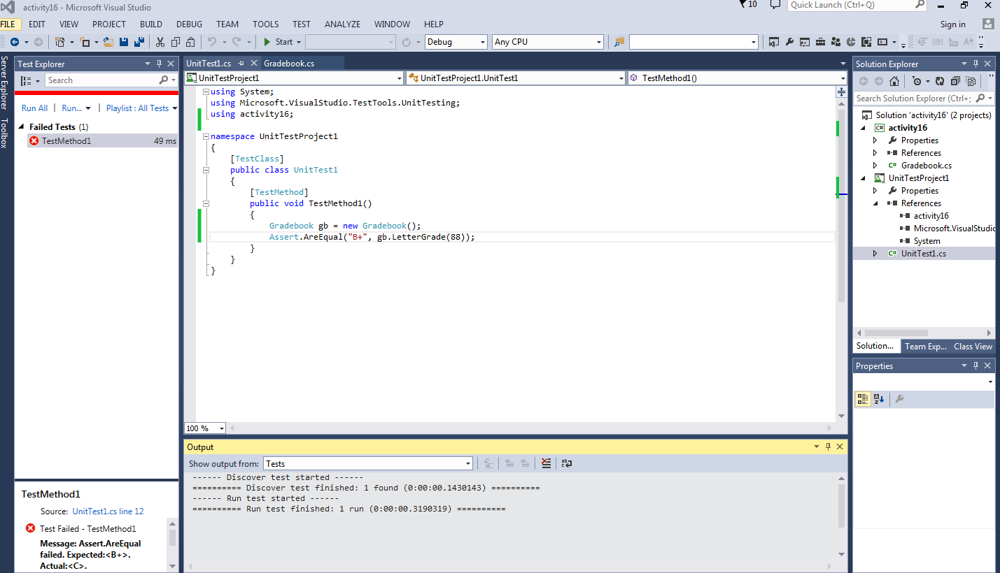 activity16 - Microsoft Visual Studio
10
Quick Launch (Ctrl+Q)
FILE EDIT VIEW PROJECT BUILD DEBUG TEAM TOOLS TEST ANALYZE WINDOW HELP
Sign in
Start
Debug
Any CPU
Server Explorer
Toolbox
Test Explorer
Search
Run All
Run...
Playlist : All Tests
Failed Tests (1)
TestMethod1 49 ms
TestMethod1
Source: UnitTest1.cs line 12
Test Failed - TestMethod1
Message: Assert.AreEqual
failed. Expected:<B+>.
Actual:<C>.
UnitTest1.cs
Gradebook.cs
UnitTestProject1
UnitTestProject1.UnitTest1
TestMethod1()
using System;
using Microsoft.VisualStudio.TestTools.UnitTesting;
using activity16;
namespace UnitTestProject1
{
[TestClass]
public class UnitTest1
{
[TestMethod]
public void TestMethod1()
{
Gradebook gb = new Gradebook();
Assert.AreEqual("B+", gb.LetterGrade(88));
}
}
}
100 %
Output
Show output from: Tests
------ Discover test started ------
========== Discover test finished: 1 found (0:00:00.1430143) ==========
------ Run test started ------
========== Run test finished: 1 run (0:00:00.3190319) ==========
Solution Explorer
Search Solution Explorer (Ctrl+;
Solution 'activity16' (2 projects)
activity16
Properties
References
Gradebook.cs
UnitTestProject1
Properties
References
activity16
Microsoft.VisualStudio
System
UnitTest1.cs
Solution...
Team Exp...
Class View
Properties